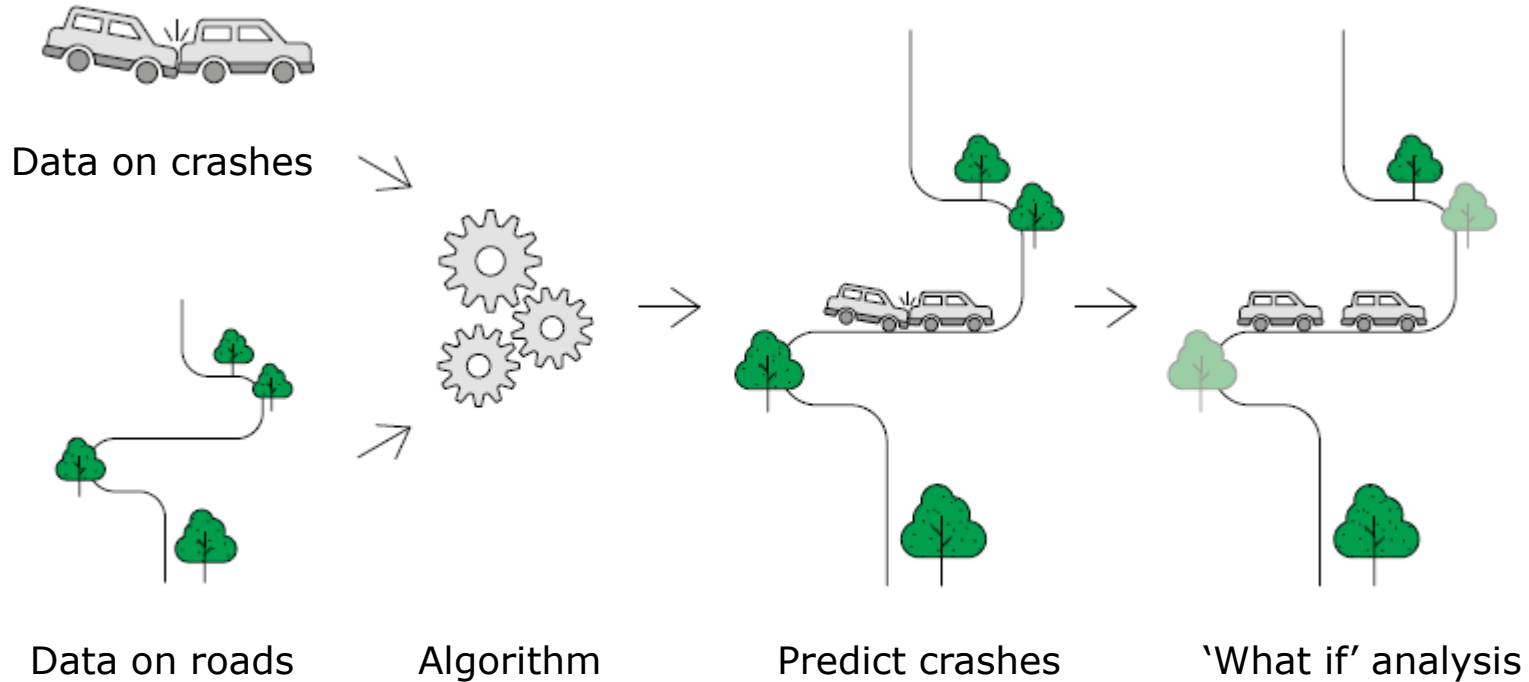 Data on crashes
Data on roads
Algorithm
Predict crashes
‘What if’ analysis